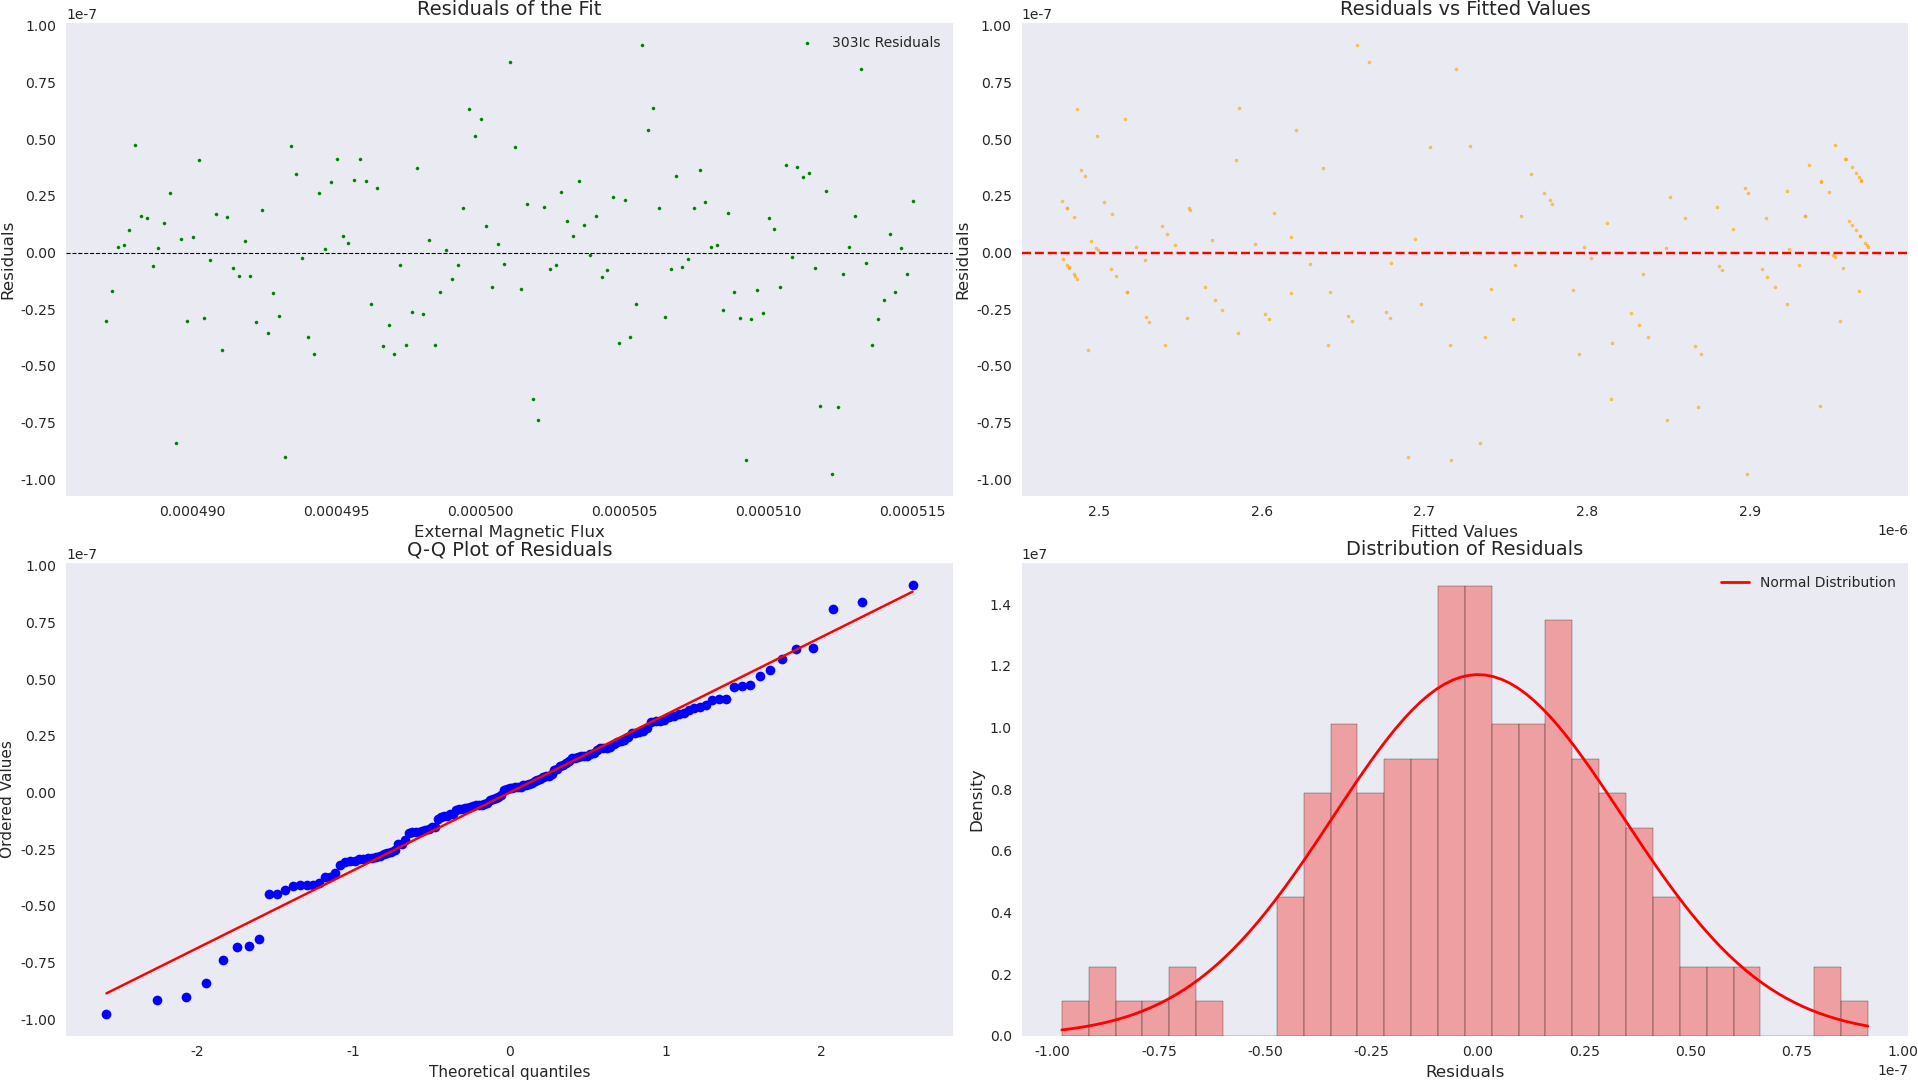 Residuals of the Fit
1e-7
1.00
0.75
0.50
0.25
0.00
-0.25
-0.50
-0.75
-1.00
Residuals
303Ic Residuals
0.000490 0.000495 0.000500 0.000505 0.000510 0.000515
External Magnetic Flux
Residuals vs Fitted Values
1e-7
1.00
0.75
0.50
0.25
0.00
-0.25
-0.50
-0.75
-1.00
Residuals
2.5 2.6 2.7 2.8 2.9
Fitted Values
1e-6
Q-Q Plot of Residuals
1e-7
1.00
0.75
0.50
0.25
0.00
-0.25
-0.50
-0.75
-1.00
Ordered Values
-2 -1 0 1 2
Theoretical quantiles
Distribution of Residuals
1e7
Normal Distribution
1.4
1.2
1.0
0.8
0.6
0.4
0.2
0.0
Density
-1.00 -0.75 -0.50 -0.25 0.00 0.25 0.50 0.75 1.00
Residuals
1e-7